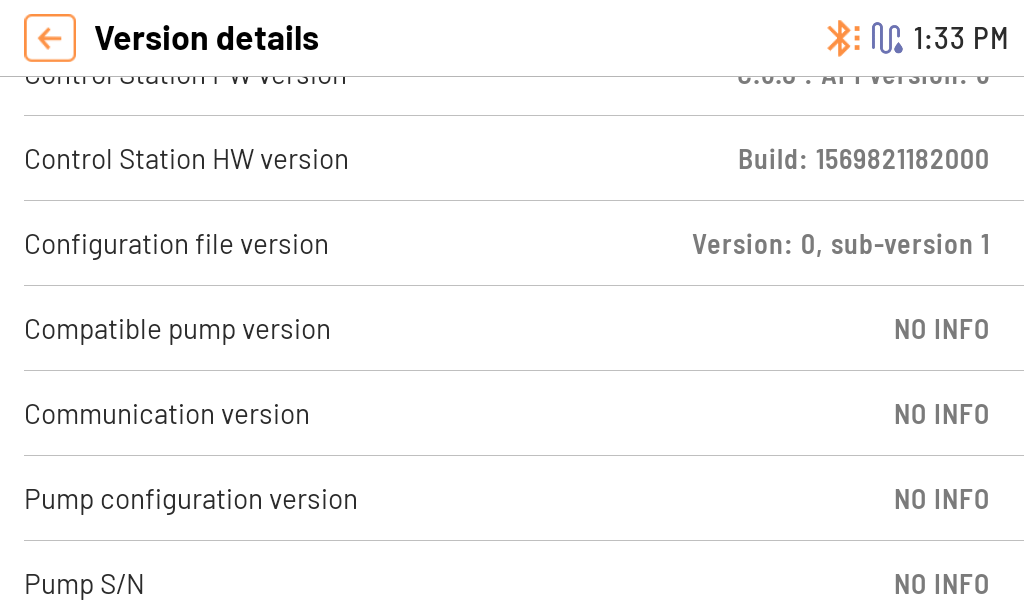 Version details
1:33 PM
Control Station FW version
Control Station HW version
Build: 1569821182000
Configuration file version
Version: 0, sub-version 1
Compatible pump version
NO INFO
Communication version
NO INFO
Pump configuration version
NO INFO
Pump S/N
NO INFO